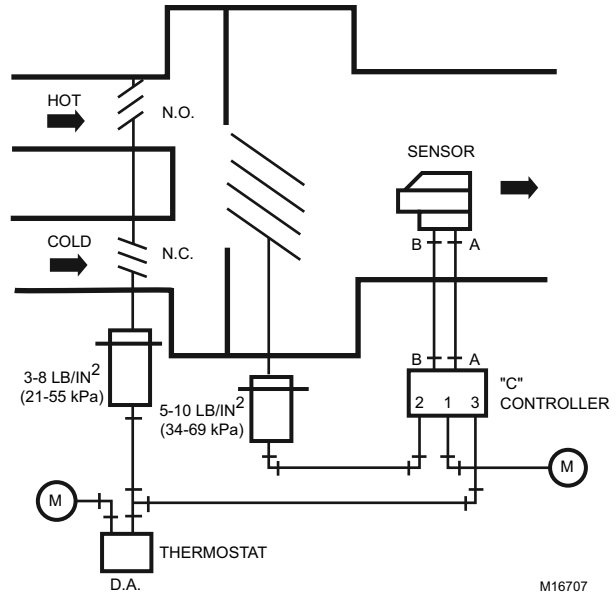 HOT
N.O.
SENSOR
COLD
N.C.
B
A
B
A
3-8 LB/IN²
(21-55 kPa)
5-10 LB/IN²
(34-69 kPa)
2
1
3
"C"
CONTROLLER
M
M
THERMOSTAT
D.A.
M16707